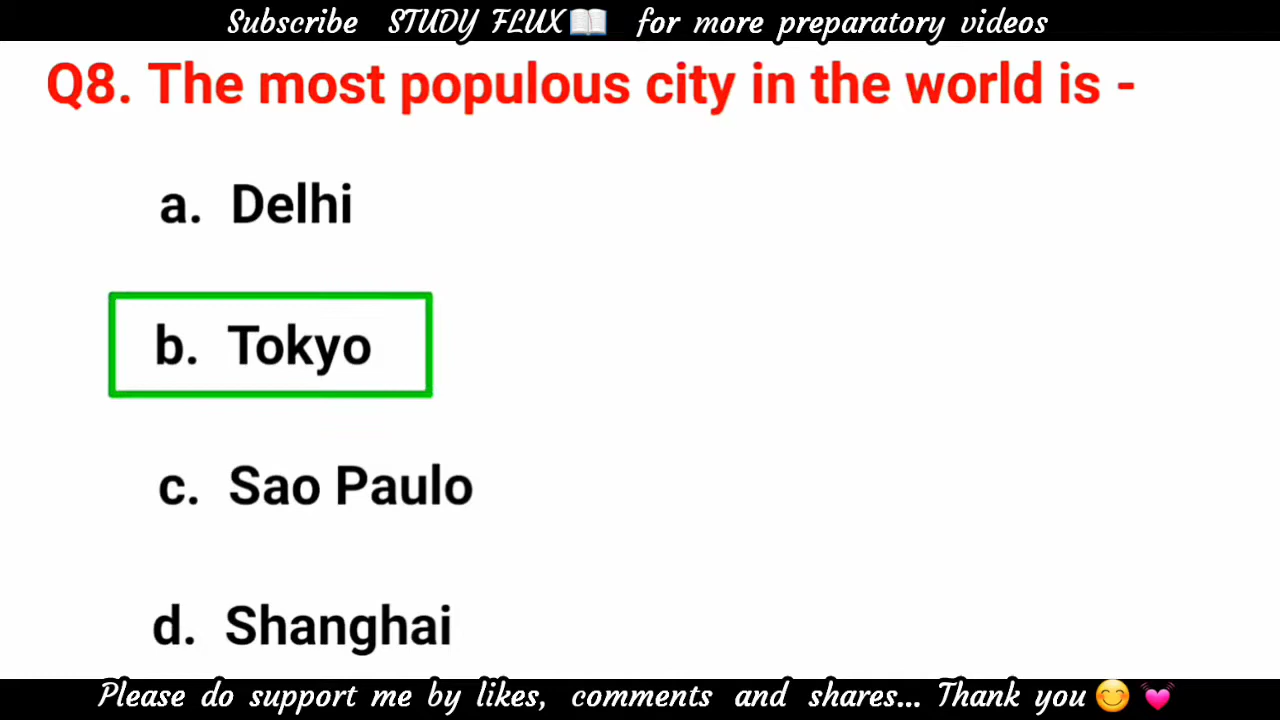 Subscribe STUDY FLUX📖 for more preparatory videos
Q8. The most populous city in the world is -
a. Delhi
b. Tokyo
c. Sao Paulo
d. Shanghai
Please do support me by likes, comments and shares... Thank you 😊 💓